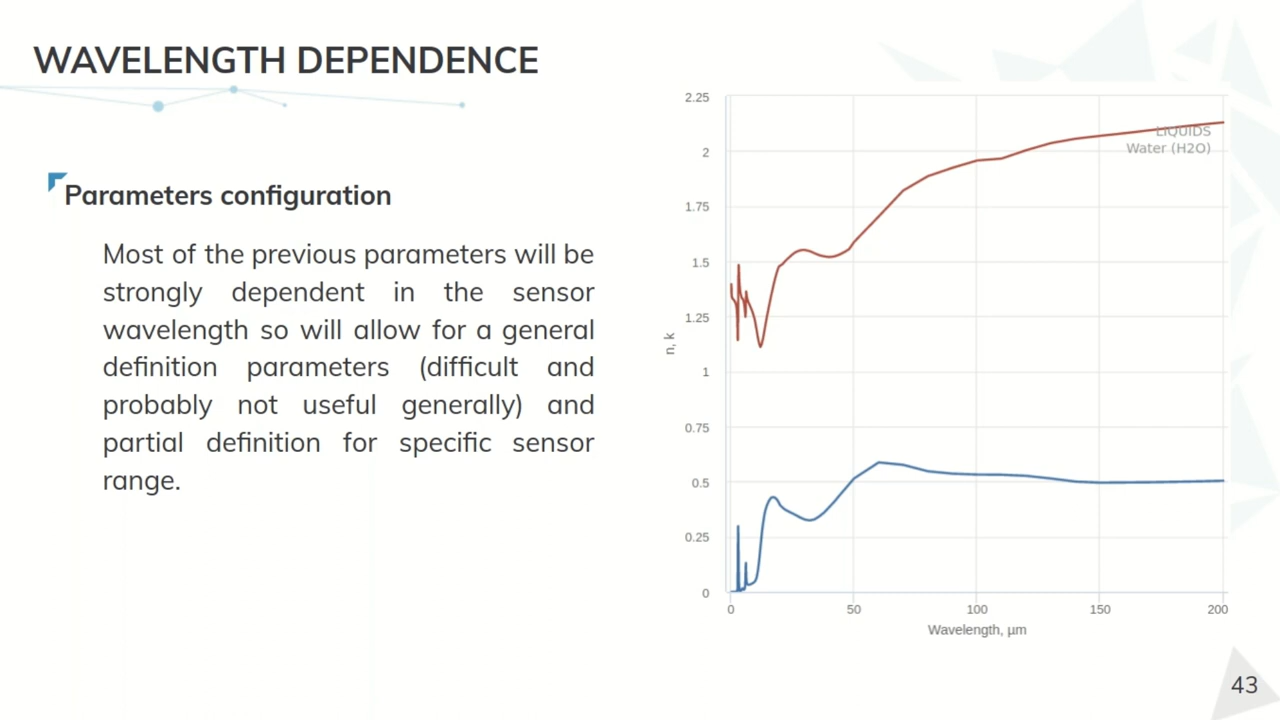 WAVELENGTH DEPENDENCE
Parameters configuration
Most of the previous parameters will be
strongly dependent in the sensor
wavelength so will allow for a general
definition parameters (difficult and
probably not useful generally) and
partial definition for specific sensor
range.
2.25
2
1.75
1.5
1.25
1
0.75
0.5
0.25
0
n, k
LIQUIDS
Water (H2O)
0 50 100 150 200
Wavelength, µm
43